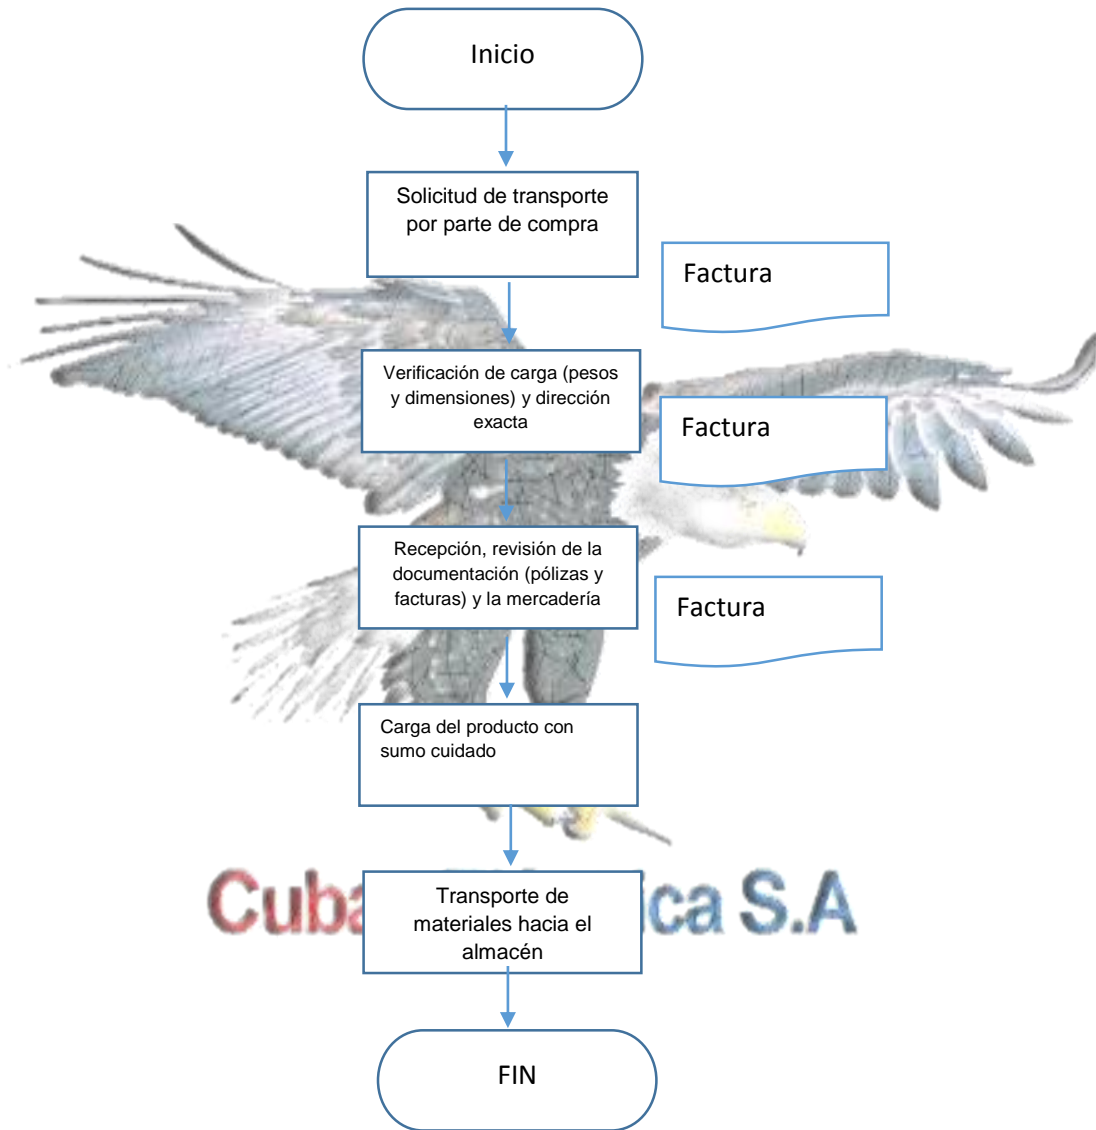 Inicio
Solicitud de transporte
por parte de compra
Factura
Verificación de carga (pesos
y dimensiones) y dirección
exacta
Factura
Recepción, revisión de la
documentación (pólizas y
facturas) y la mercadería
Factura
Carga del producto con
sumo cuidado
Transporte de
materiales hacia el
almacén
S.A
FIN